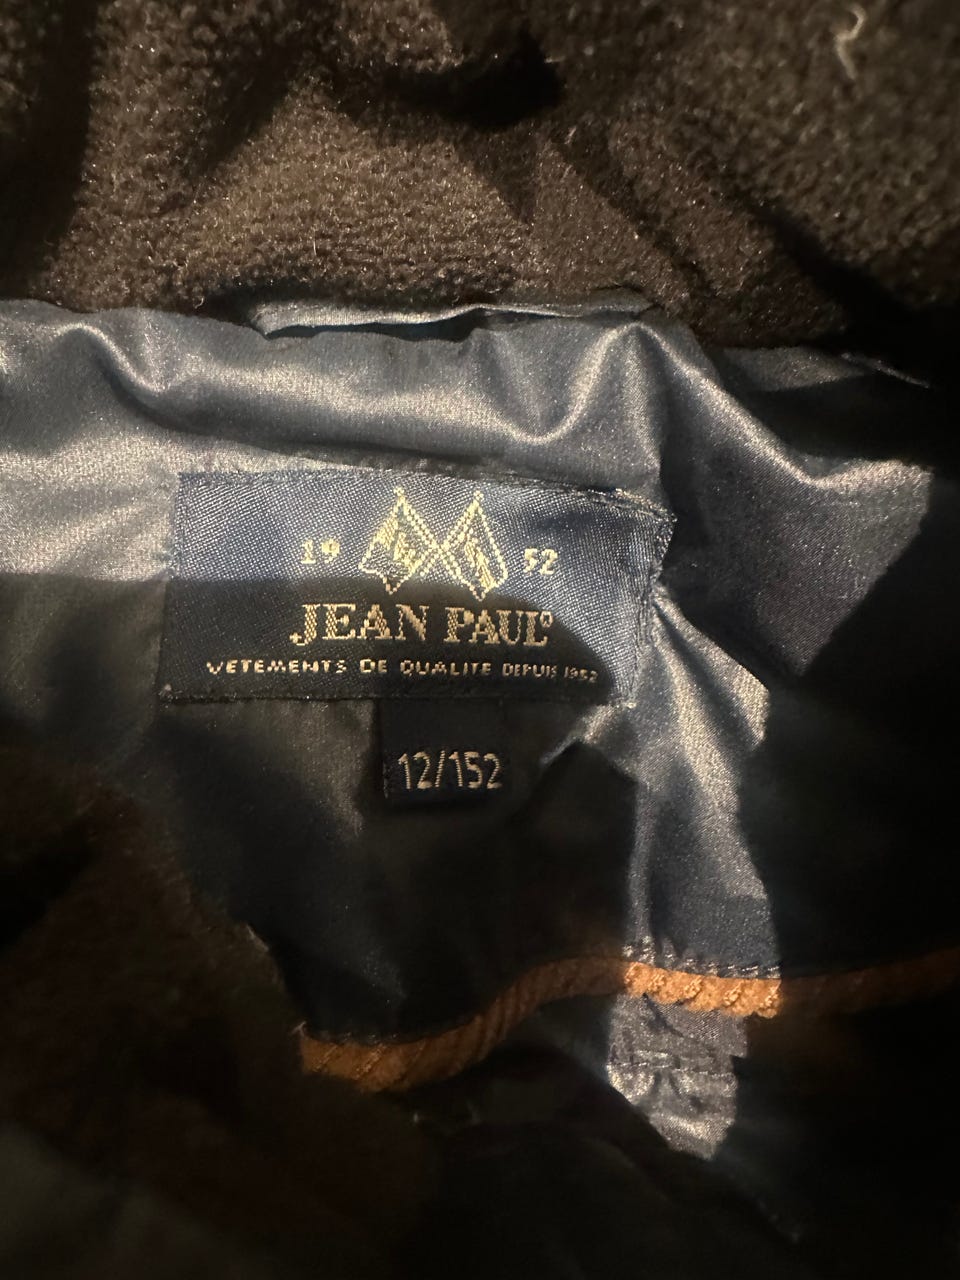 19 52
JEAN PAUL
VETEMENTS DE QUALITE DEPUIS 1952
12/152